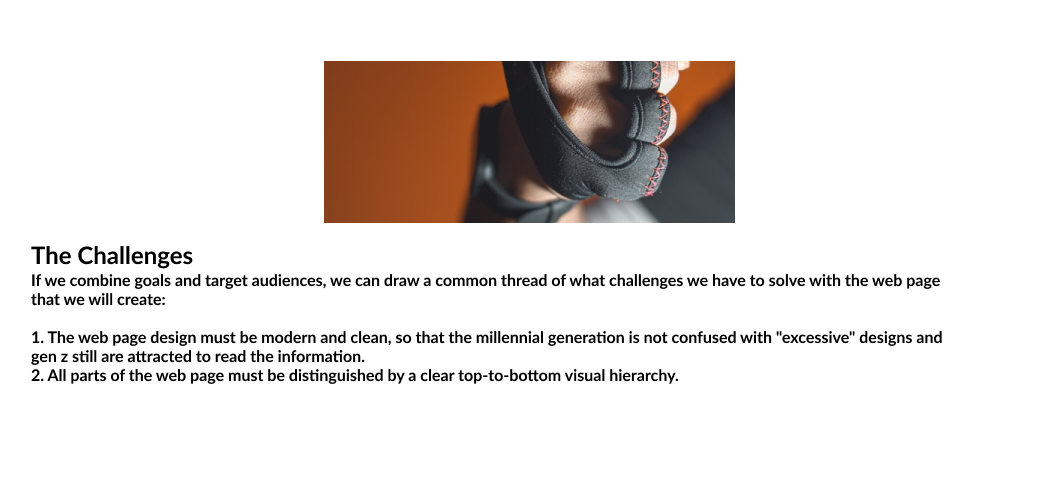 The Challenges
If we combine goals and target audiences, we can draw a common thread of what challenges we have to solve with the web page
that we will create:
1. The web page design must be modern and clean, so that the millennial generation is not confused with "excessive" designs and
gen z still are attracted to read the information.
2. All parts of the web page must be distinguished by a clear top-to-bottom visual hierarchy.